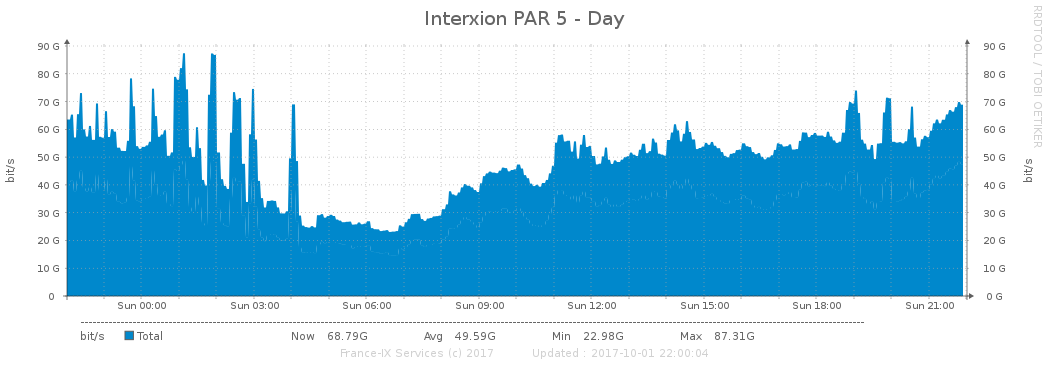 Interxion PAR 5 - Day
RRDTOOL / TOBI OETIKER
bit/s
90 G 90 G
80 G 80 G
70 G 70 G
60 G 60 G
50 G 50 G
40 G 40 G
30 G 30 G
20 G 20 G
10 G 10 G
0 0 G
bit/s
Sun 00:00 Sun 03:00 Sun 06:00 Sun 09:00 Sun 12:00 Sun 15:00 Sun 18:00 Sun 21:00
bit/s Total Now 68.79G Avg 49.59G Min 22.98G Max 87.31G
France-IX Services (c) 2017 Updated : 2017-10-01 22:00:04